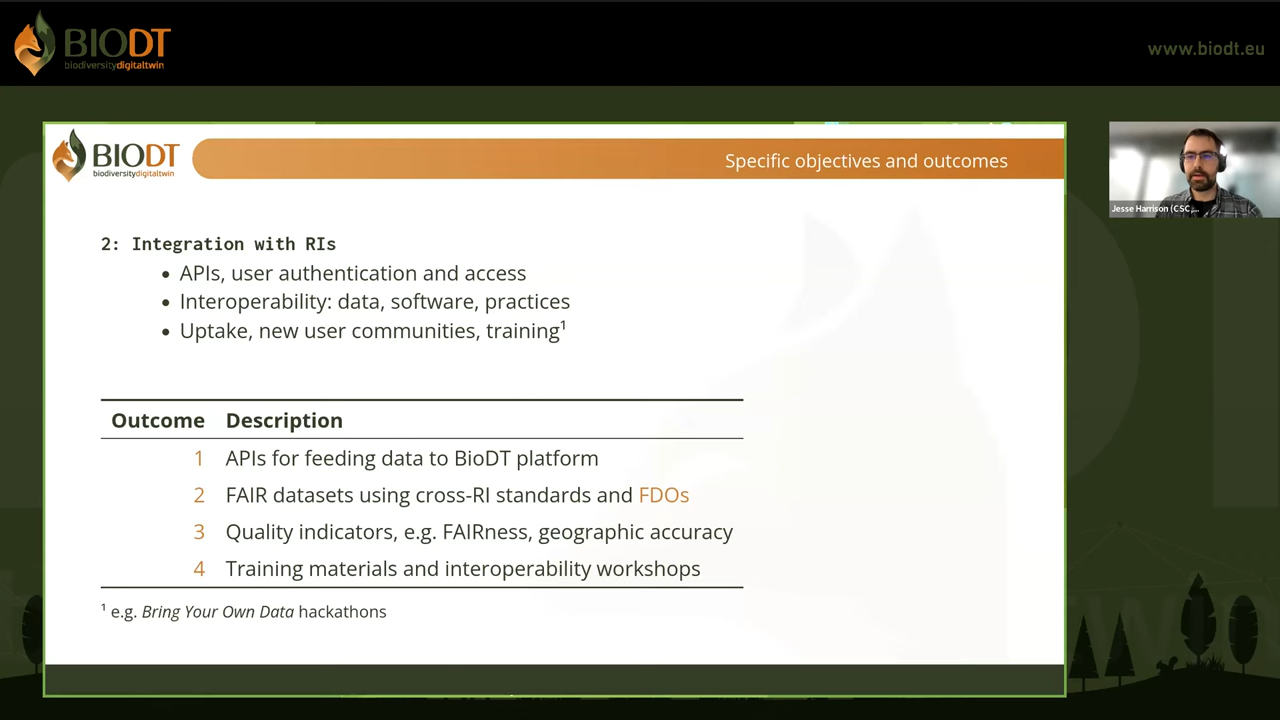 BIODT
biodiversitydigitaltwin
www.biodt.eu
BIODT
biodiversitydigitaltwin
Specific objectives and outcomes
2: Integration with RIs
• APIs, user authentication and access
• Interoperability: data, software, practices
• Uptake, new user communities, training¹
Outcome Description
1 APIs for feeding data to BioDT platform
2 FAIR datasets using cross-RI standards and FDOs
3 Quality indicators, e.g. FAIRness, geographic accuracy
4 Training materials and interoperability workshops
¹ e.g. Bring Your Own Data hackathons
Jesse Harrison (CSC,...